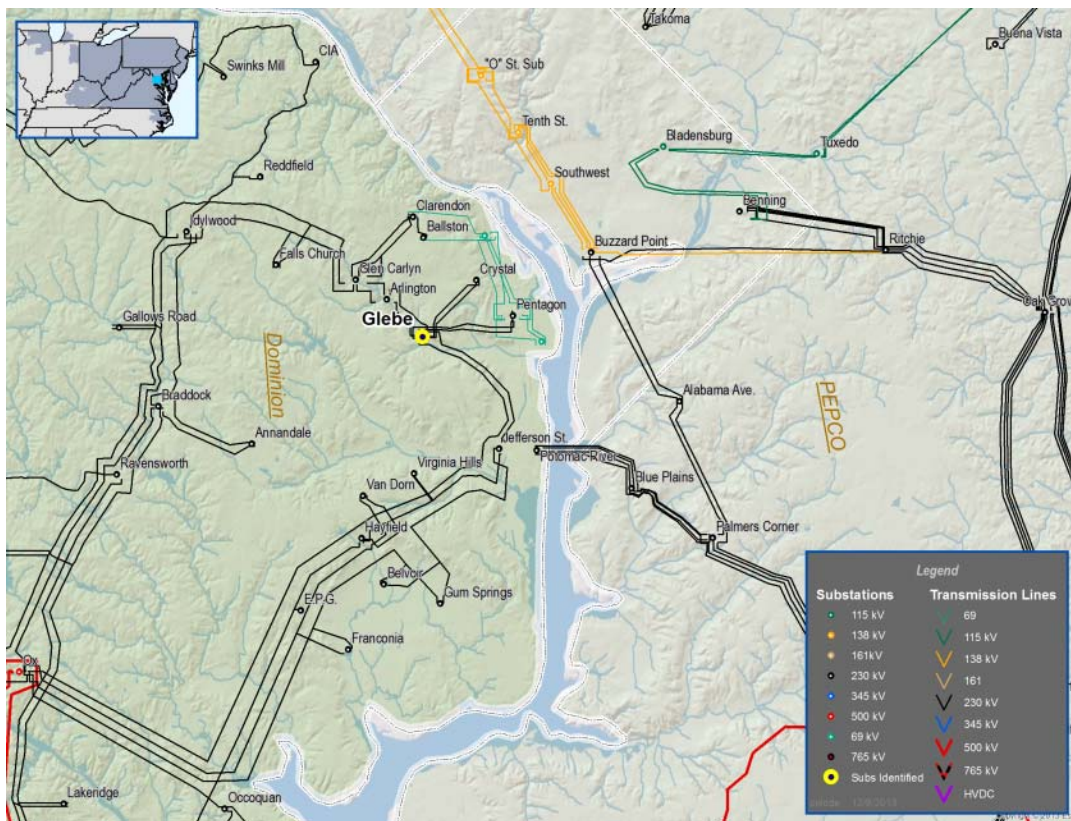 Takoma
Buena Vista
CIA
Swinks Mill
"O" St. Sub
Tenth St.
Bladensburg
Tuxedo
Reddfield
Southwest
Clarendon
Benning
Idylwood
Ballston
Buzzard Point
Ritchie
Falls Church
Glen Carlyn
Crystal
Arlington
Pentagon
Glebe
Gallows Road
Dominion
PEPCO
Alabama Ave.
Braddock
Annandale
Jefferson St.
Potomac River
Ravensworth
Virginia Hills
Blue Plains
Van Dorn
Hayfield
Palmers Corner
Belvoir
E.P.G.
Gum Springs
Franconia
Ox
Lakeridge
Occoquan
Legend
Substations
115 kV
138 kV
161kV
230 kV
345 kV
500 kV
69 kV
765 kV
Subs Identified
Transmission Lines
69
115 kV
138 kV
161
230 kV
345 kV
500 kV
765 kV
HVDC